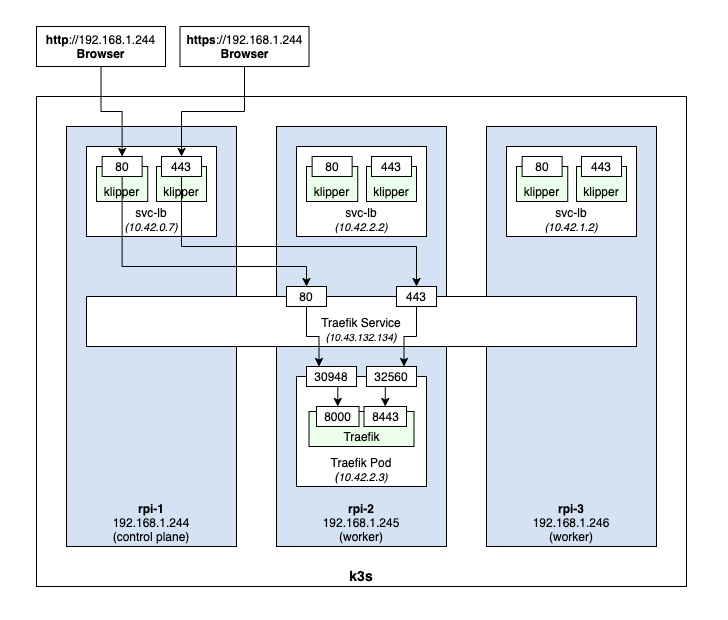 http://192.168.1.244
Browser
https://192.168.1.244
Browser
80
443
klipper
klipper
svc-lb
(10.42.0.7)
80
443
klipper
klipper
svc-lb
(10.42.2.2)
80
443
klipper
klipper
svc-lb
(10.42.1.2)
80
443
Traefik Service
(10.43.132.134)
30948
32560
8000
8443
Traefik
Traefik Pod
(10.42.2.3)
rpi-1
192.168.1.244
(control plane)
rpi-2
192.168.1.245
(worker)
rpi-3
192.168.1.246
(worker)
k3s